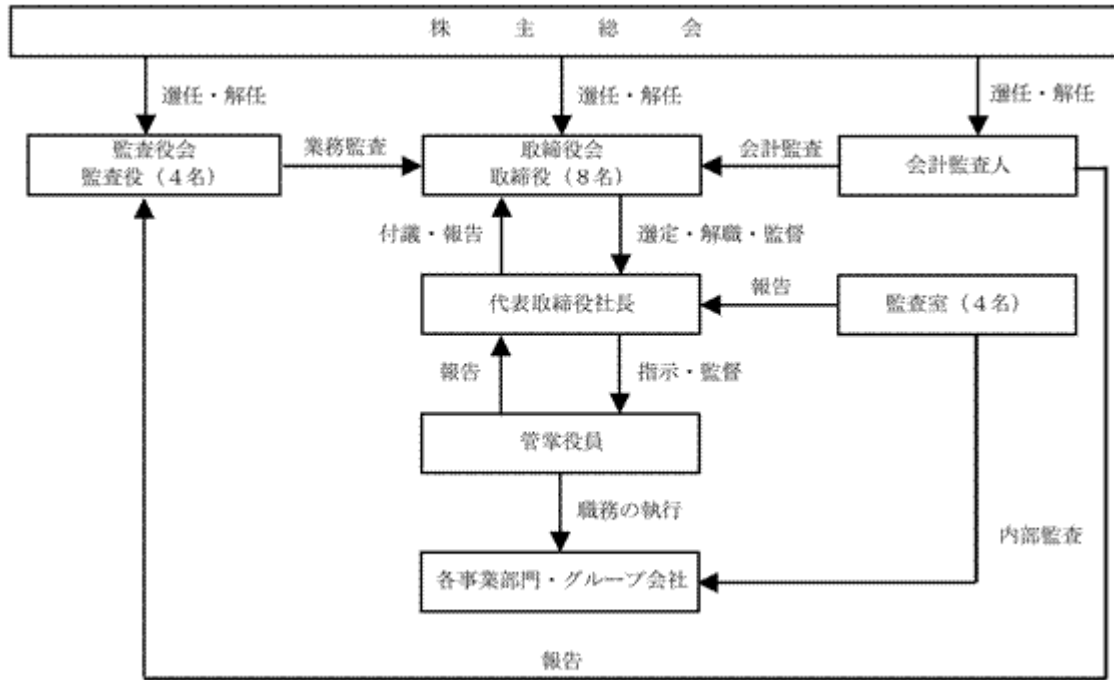 株主総会
選任・解任
選任・解任
選任・解任
監査役会
監査役（４名）
業務監査
取締役会
取締役（８名）
会計監査
会計監査人
付議・報告
選定・解職・監督
代表取締役社長
報告
監査室（４名）
報告
指示・監督
管掌役員
職務の執行
内部監査
各事業部門・グループ会社
報告